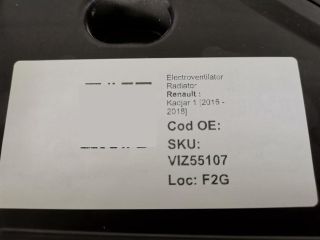 Electroventilator
Radiator
Renault :
Kadjar 1 [2015 -
2018]
Cod OE:
SKU:
VIZ55107
Loc: F2G